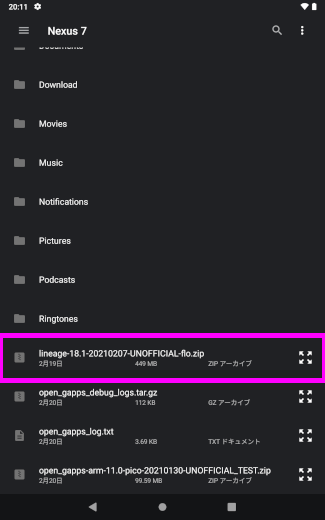 20:11
Nexus 7
Documents
Download
Movies
Music
Notifications
Pictures
Podcasts
Ringtones
lineage-18.1-20210207-UNOFFICIAL-flo.zip
2月19日 449 MB ZIP アーカイブ
open_gapps_debug_logs.tar.gz
2月20日 112 KB GZ アーカイブ
open_gapps_log.txt
2月20日 3.69 KB TXT ドキュメント
open_gapps-arm-11.0-pico-20210130-UNOFFICIAL_TEST.zip
2月20日 99.59 MB ZIP アーカイブ